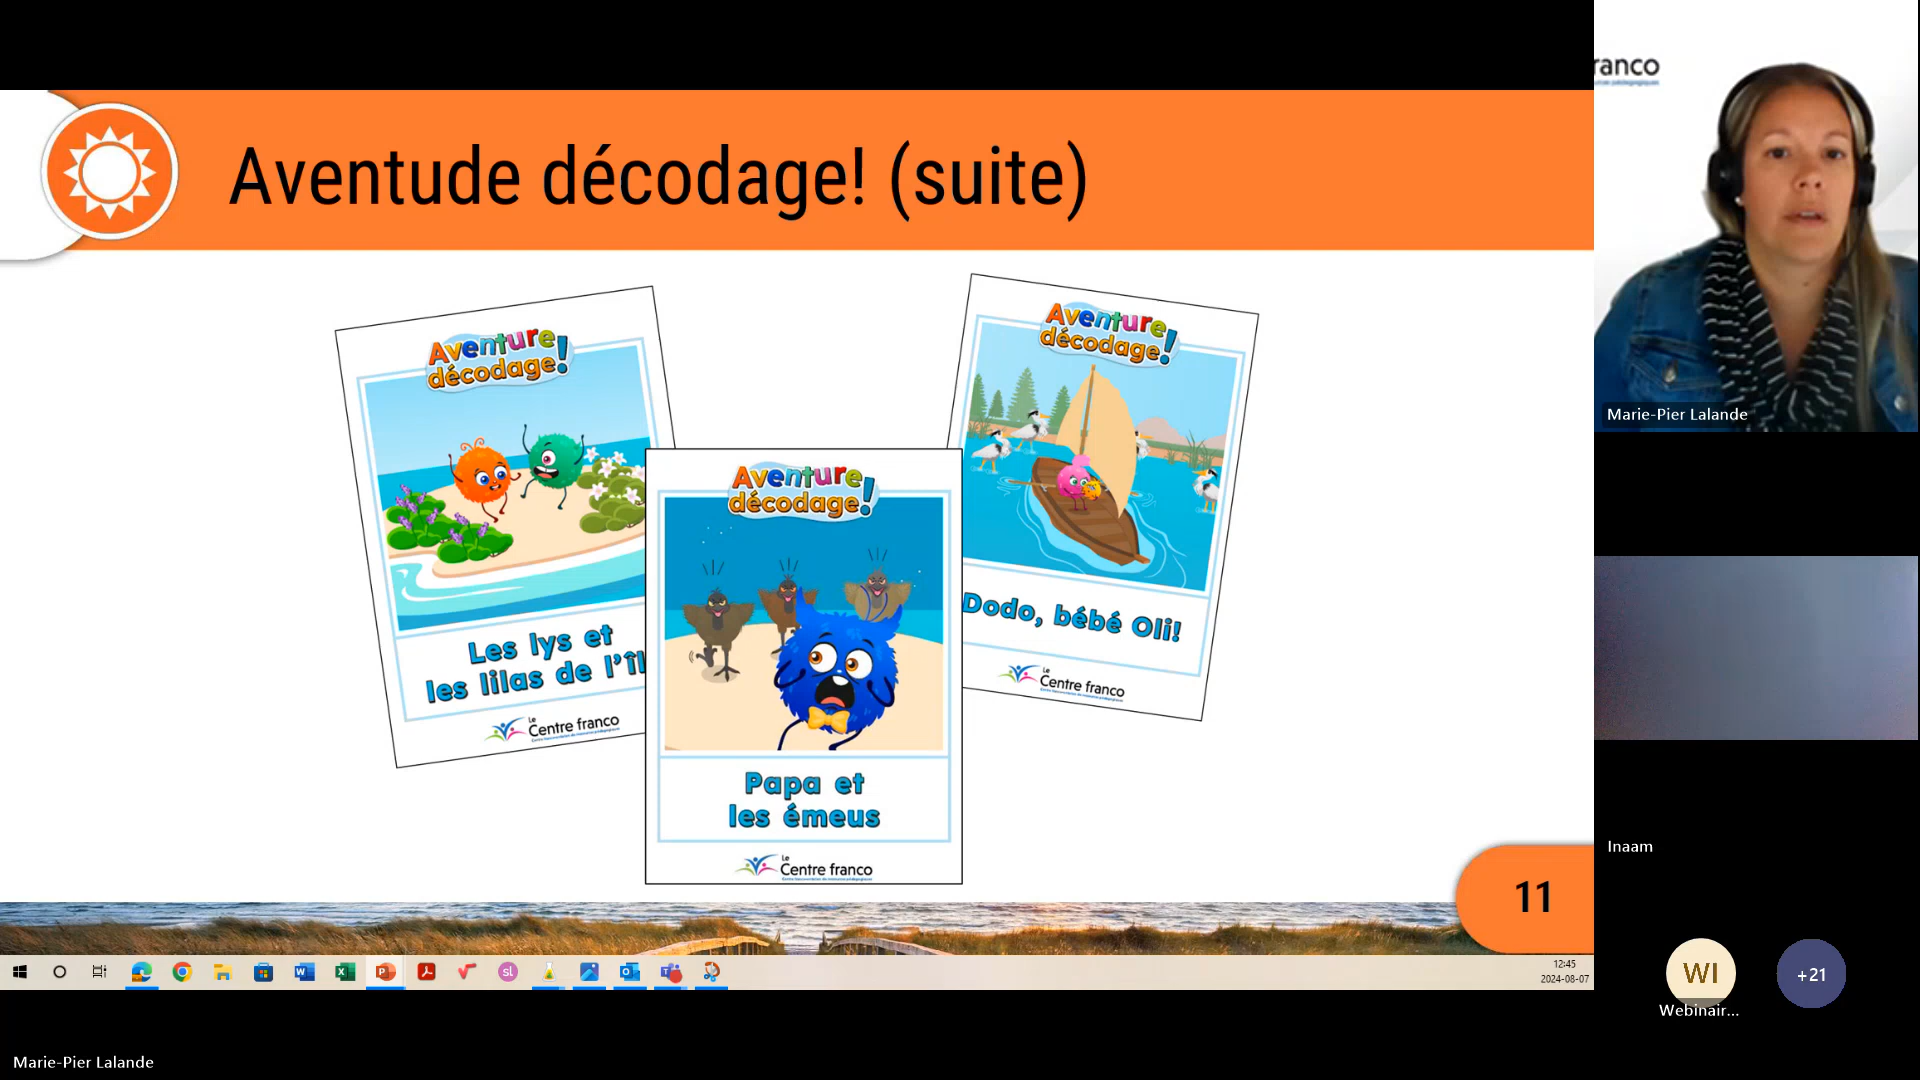 Aventude décodage! (suite)
Aventure
décodage!
Les lys et
les lilas de l'îl
Le
Centre franco
Aventure
décodage!
Papa et
les émeus
Le
Centre franco
Aventure
décodage!
Dodo, bébé Oli!
Le
Centre franco
11
12:45
2024-08-07
ranco
Marie-Pier Lalande
Inaam
WI
+21
Webinair...
Marie-Pier Lalande